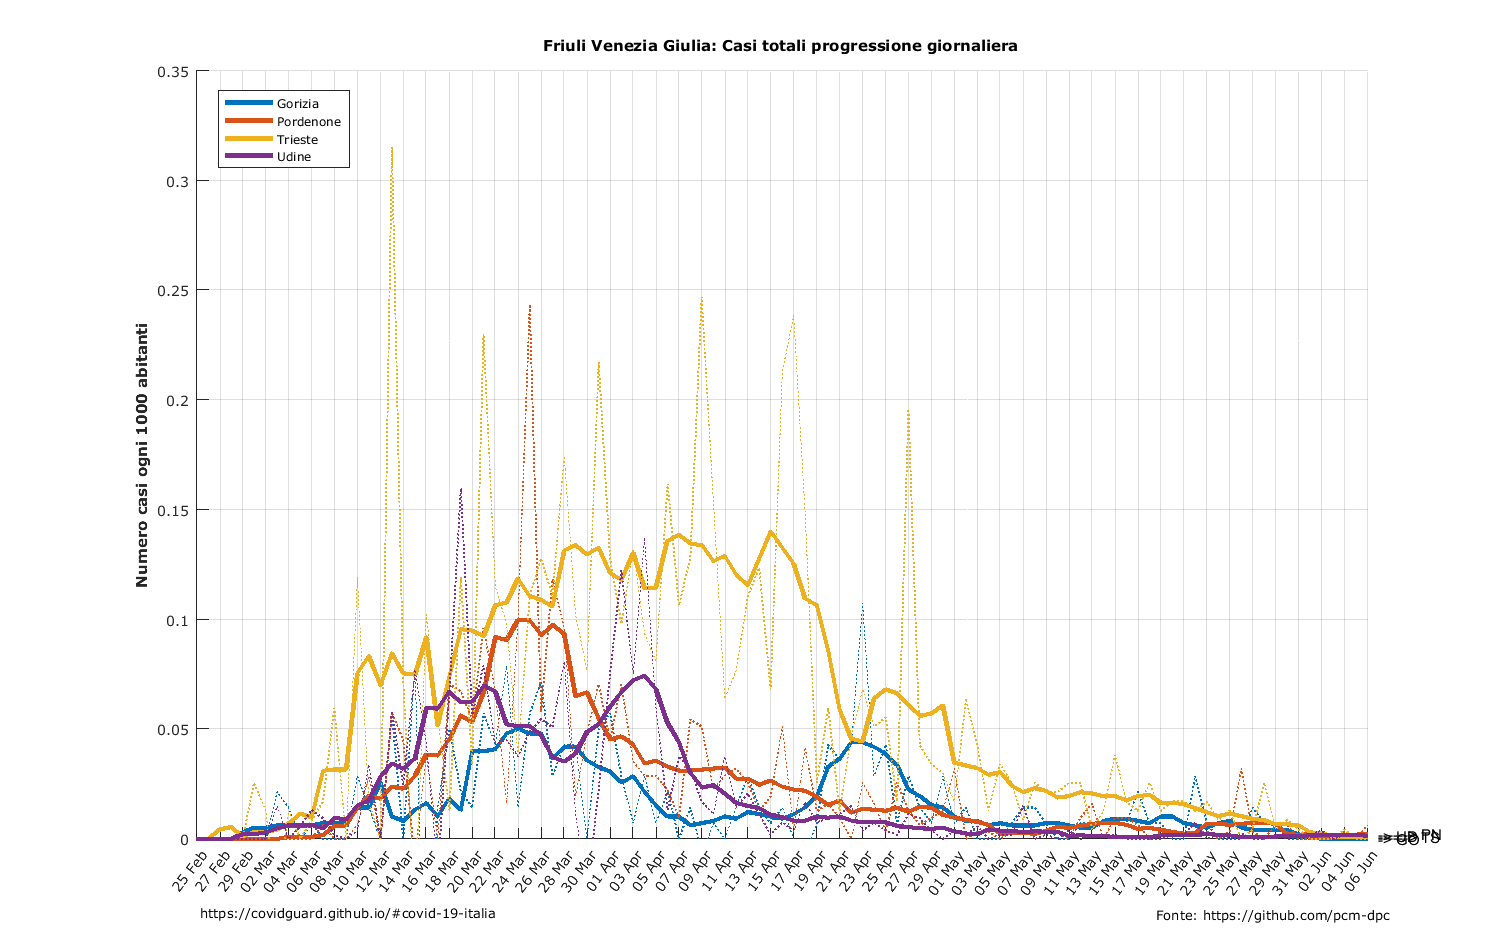 Friuli Venezia Giulia: Casi totali progressione giornaliera
0.35
0.3
0.25
0.2
0.15
0.1
0.05
0
Numero casi ogni 1000 abitanti
Gorizia
Pordenone
Trieste
Udine
25 Feb
27 Feb
29 Feb
02 Mar
04 Mar
06 Mar
08 Mar
10 Mar
12 Mar
14 Mar
16 Mar
18 Mar
20 Mar
22 Mar
24 Mar
26 Mar
28 Mar
30 Mar
01 Apr
03 Apr
05 Apr
07 Apr
09 Apr
11 Apr
13 Apr
15 Apr
17 Apr
19 Apr
21 Apr
23 Apr
25 Apr
27 Apr
29 Apr
01 May
03 May
05 May
07 May
09 May
11 May
13 May
15 May
17 May
19 May
21 May
23 May
25 May
27 May
29 May
31 May
02 Jun
04 Jun
06 Jun
PN
TS
https://covidguard.github.io/#covid-19-italia
Fonte: https://github.com/pcm-dpc